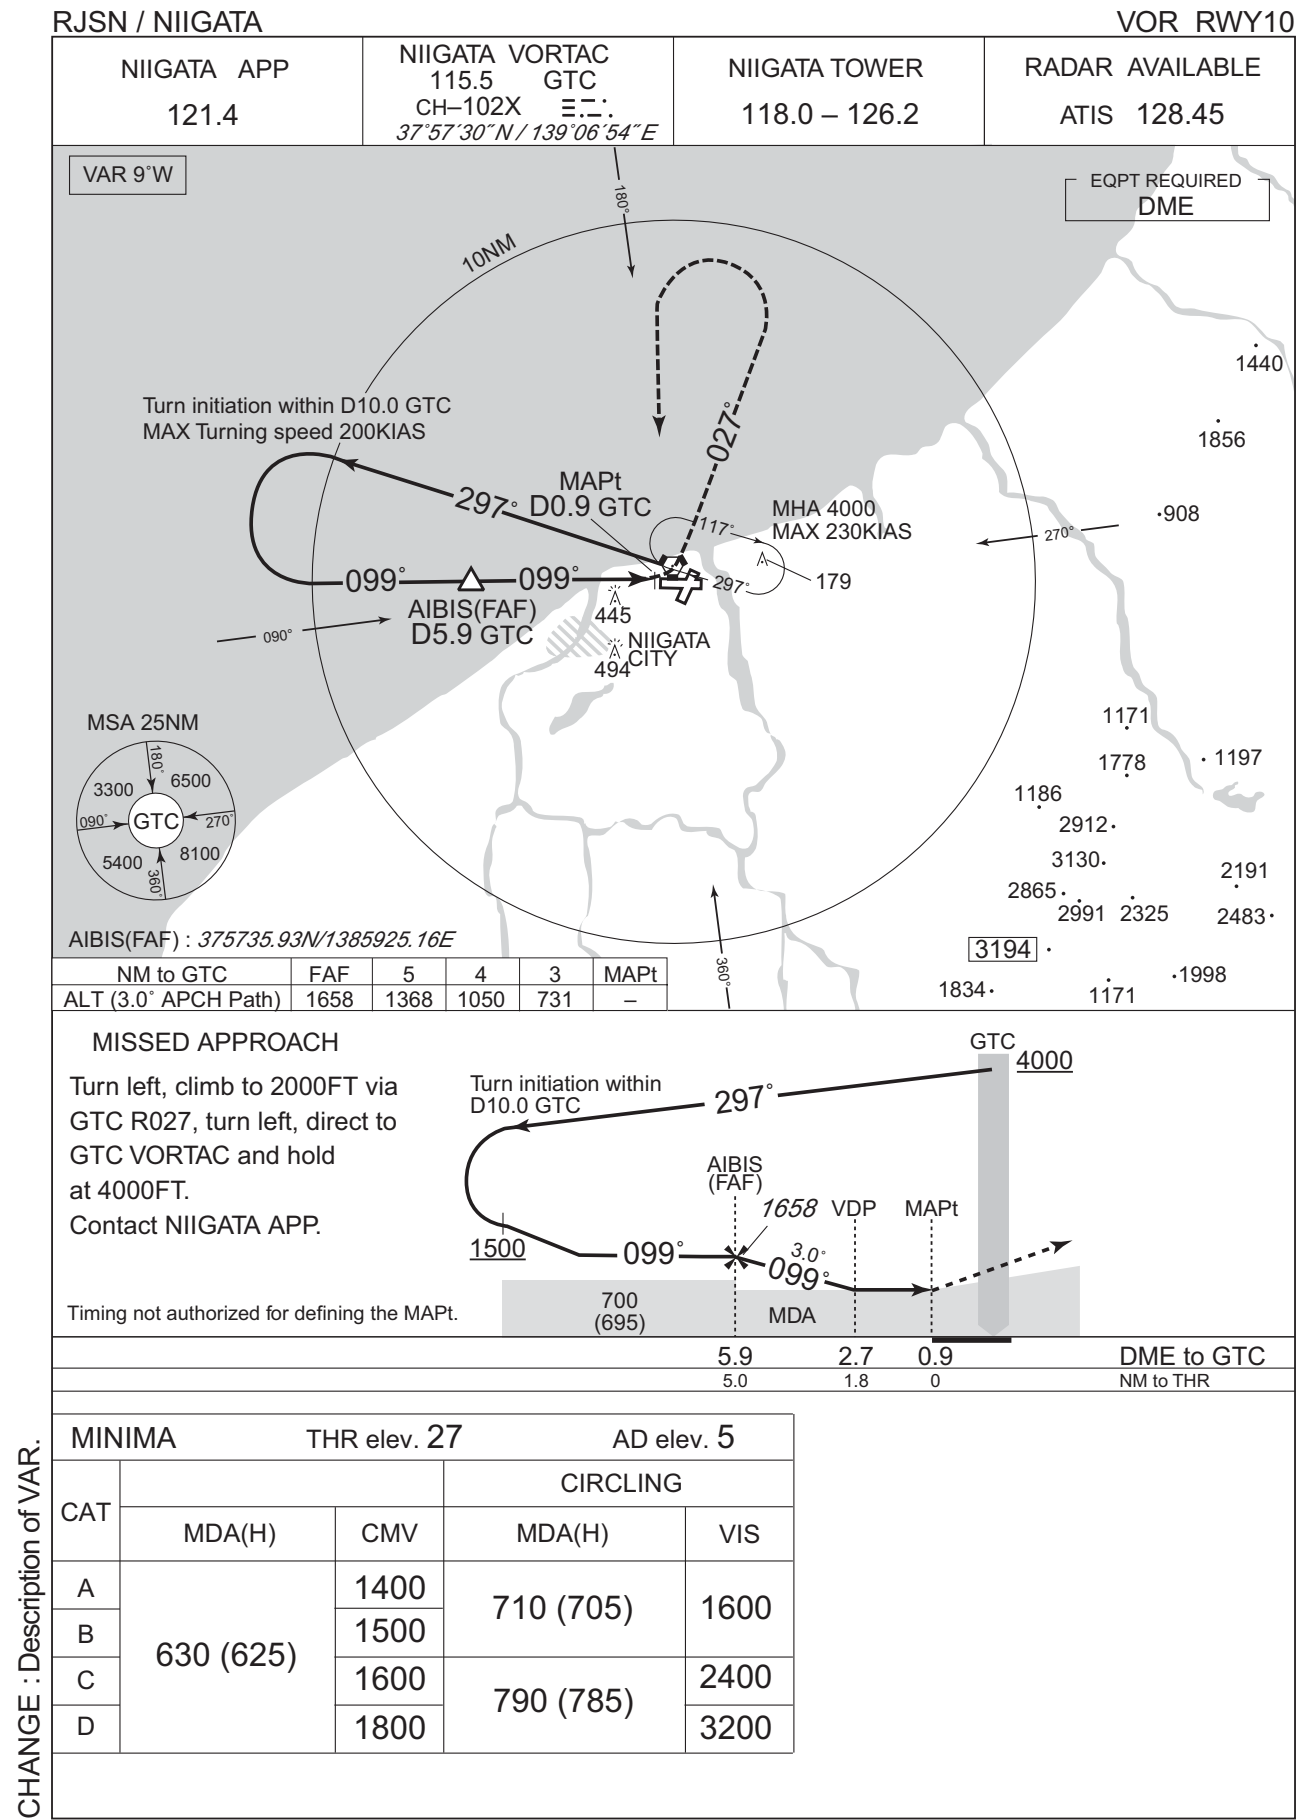 RJSN / NIIGATA
VOR RWY10
NIIGATA APP
121.4
NIIGATA VORTAC
115.5 GTC
CH–102X
37°57′30″N / 139°06′54″E
NIIGATA TOWER
118.0 – 126.2
RADAR AVAILABLE
ATIS 128.45
VAR 9°W
EQPT REQUIRED
DME
180°
10NM
1440
1856
908
Turn initiation within D10.0 GTC
MAX Turning speed 200KIAS
027°
297°
MAPt
D0.9 GTC
117°
MHA 4000
MAX 230KIAS
270°
179
297°
099°
099°
AIBIS(FAF)
D5.9 GTC
090°
445
494
NIIGATA
CITY
MSA 25NM
180°
3300
6500
090°
GTC
270°
5400
8100
360°
1171
1778
1197
1186
2912
3130
2865
2991
2325
2191
2483
3194
1834
1171
1998
360°
AIBIS(FAF) : 375735.93N/1385925.16E
NM to GTC FAF 5 4 3 MAPt
ALT (3.0° APCH Path) 1658 1368 1050 731 –
MISSED APPROACH
Turn left, climb to 2000FT via
GTC R027, turn left, direct to
GTC VORTAC and hold
at 4000FT.
Contact NIIGATA APP.
Timing not authorized for defining the MAPt.
GTC
4000
Turn initiation within
D10.0 GTC
297°
AIBIS
(FAF)
1658
VDP
MAPt
1500
099°
3.0°
099°
700
(695)
MDA
5.9 2.7 0.9 DME to GTC
5.0 1.8 0 NM to THR
MINIMA THR elev. 27 AD elev. 5
CAT
CIRCLING
MDA(H) CMV MDA(H) VIS
A 1400
B 1500
C 1600
D 1800
630 (625)
710 (705) 1600
790 (785)
2400
3200
CHANGE : Description of VAR.